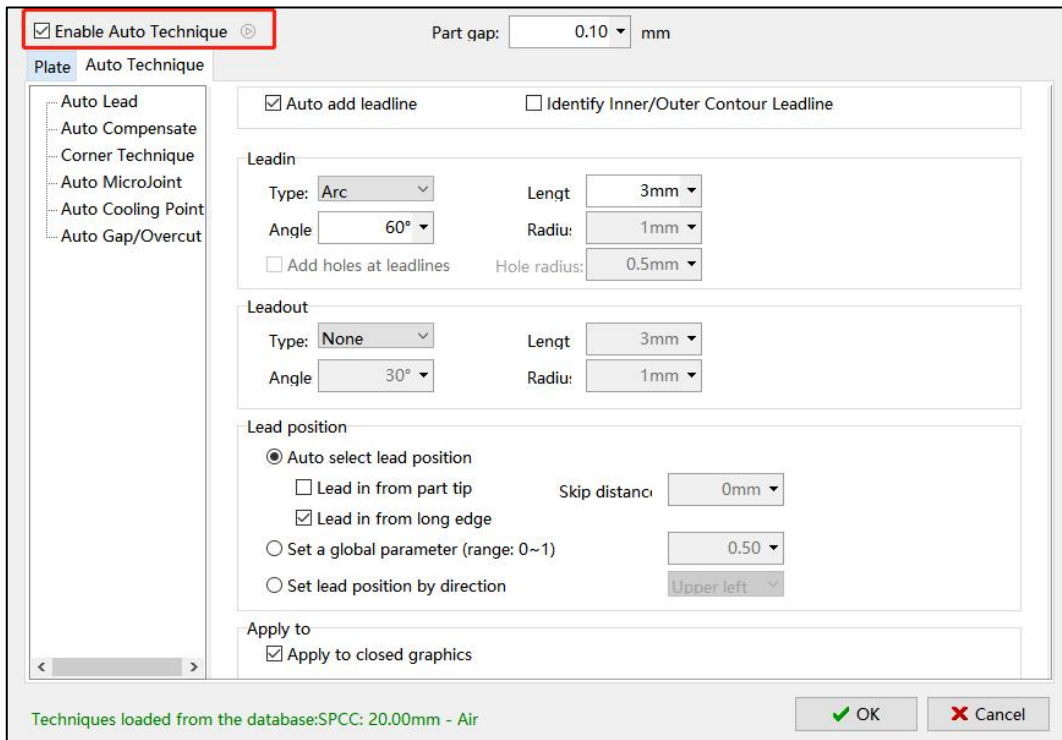 Enable Auto Technique Part gap: 0.10 mm
Plate Auto Technique
Auto Lead
Auto Compensate
Corner Technique
Auto MicroJoint
Auto Cooling Point
Auto Gap/Overcut
Auto add leadline Identify Inner/Outer Contour Leadline
Leadin
Type: Arc Lengt 3mm
Angle 60° Radiu: 1mm
Add holes at leadlines Hole radius: 0.5mm
Leadout
Type: None Lengt 3mm
Angle 30° Radiu: 1mm
Lead position
Auto select lead position
Lead in from part tip Skip distanc 0mm
Lead in from long edge
Set a global parameter (range: 0~1) 0.50
Set lead position by direction Upper left
Apply to
Apply to closed graphics
< >
Techniques loaded from the database:SPCC: 20.00mm - Air OK Cancel